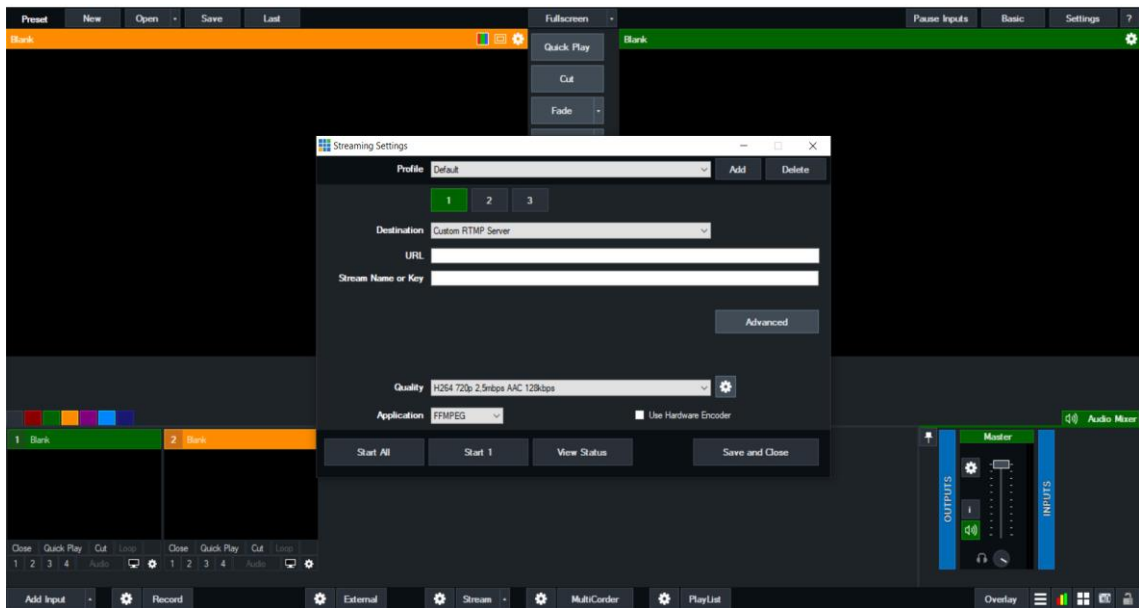 Preset New Open Save Last Fullscreen Pause Inputs Basic Settings ?
Blank
Blank
Quick Play
Cut
Fade
Streaming Settings
Profile Default Add Delete
1 2 3
Destination Custom RTMP Server
URL
Stream Name or Key
Advanced
Quality H264 720p 2,5mbps AAC 128kbps
Application FFMPEG Use Hardware Encoder
Start All Start 1 View Status Save and Close
Audio Mixer
1 Blank 2 Blank
Master
OUTPUTS
INPUTS
i
Close Quick Play Cut Loop Close Quick Play Cut Loop
1 2 3 4 Audio 1 2 3 4 Audio
Add Input Record External Stream MultiCorder PlayList Overlay